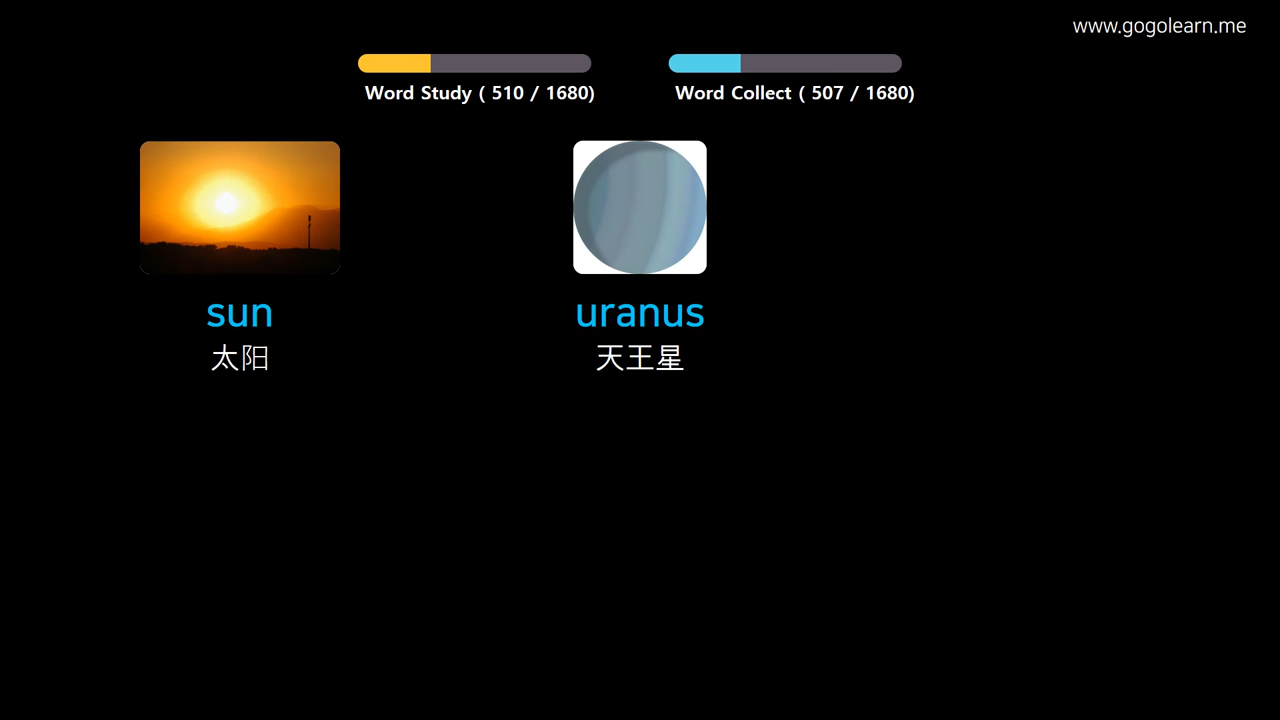 www.gogolearn.me
Word Study ( 510 / 1680)
Word Collect ( 507 / 1680)
sun
太阳
uranus
天王星